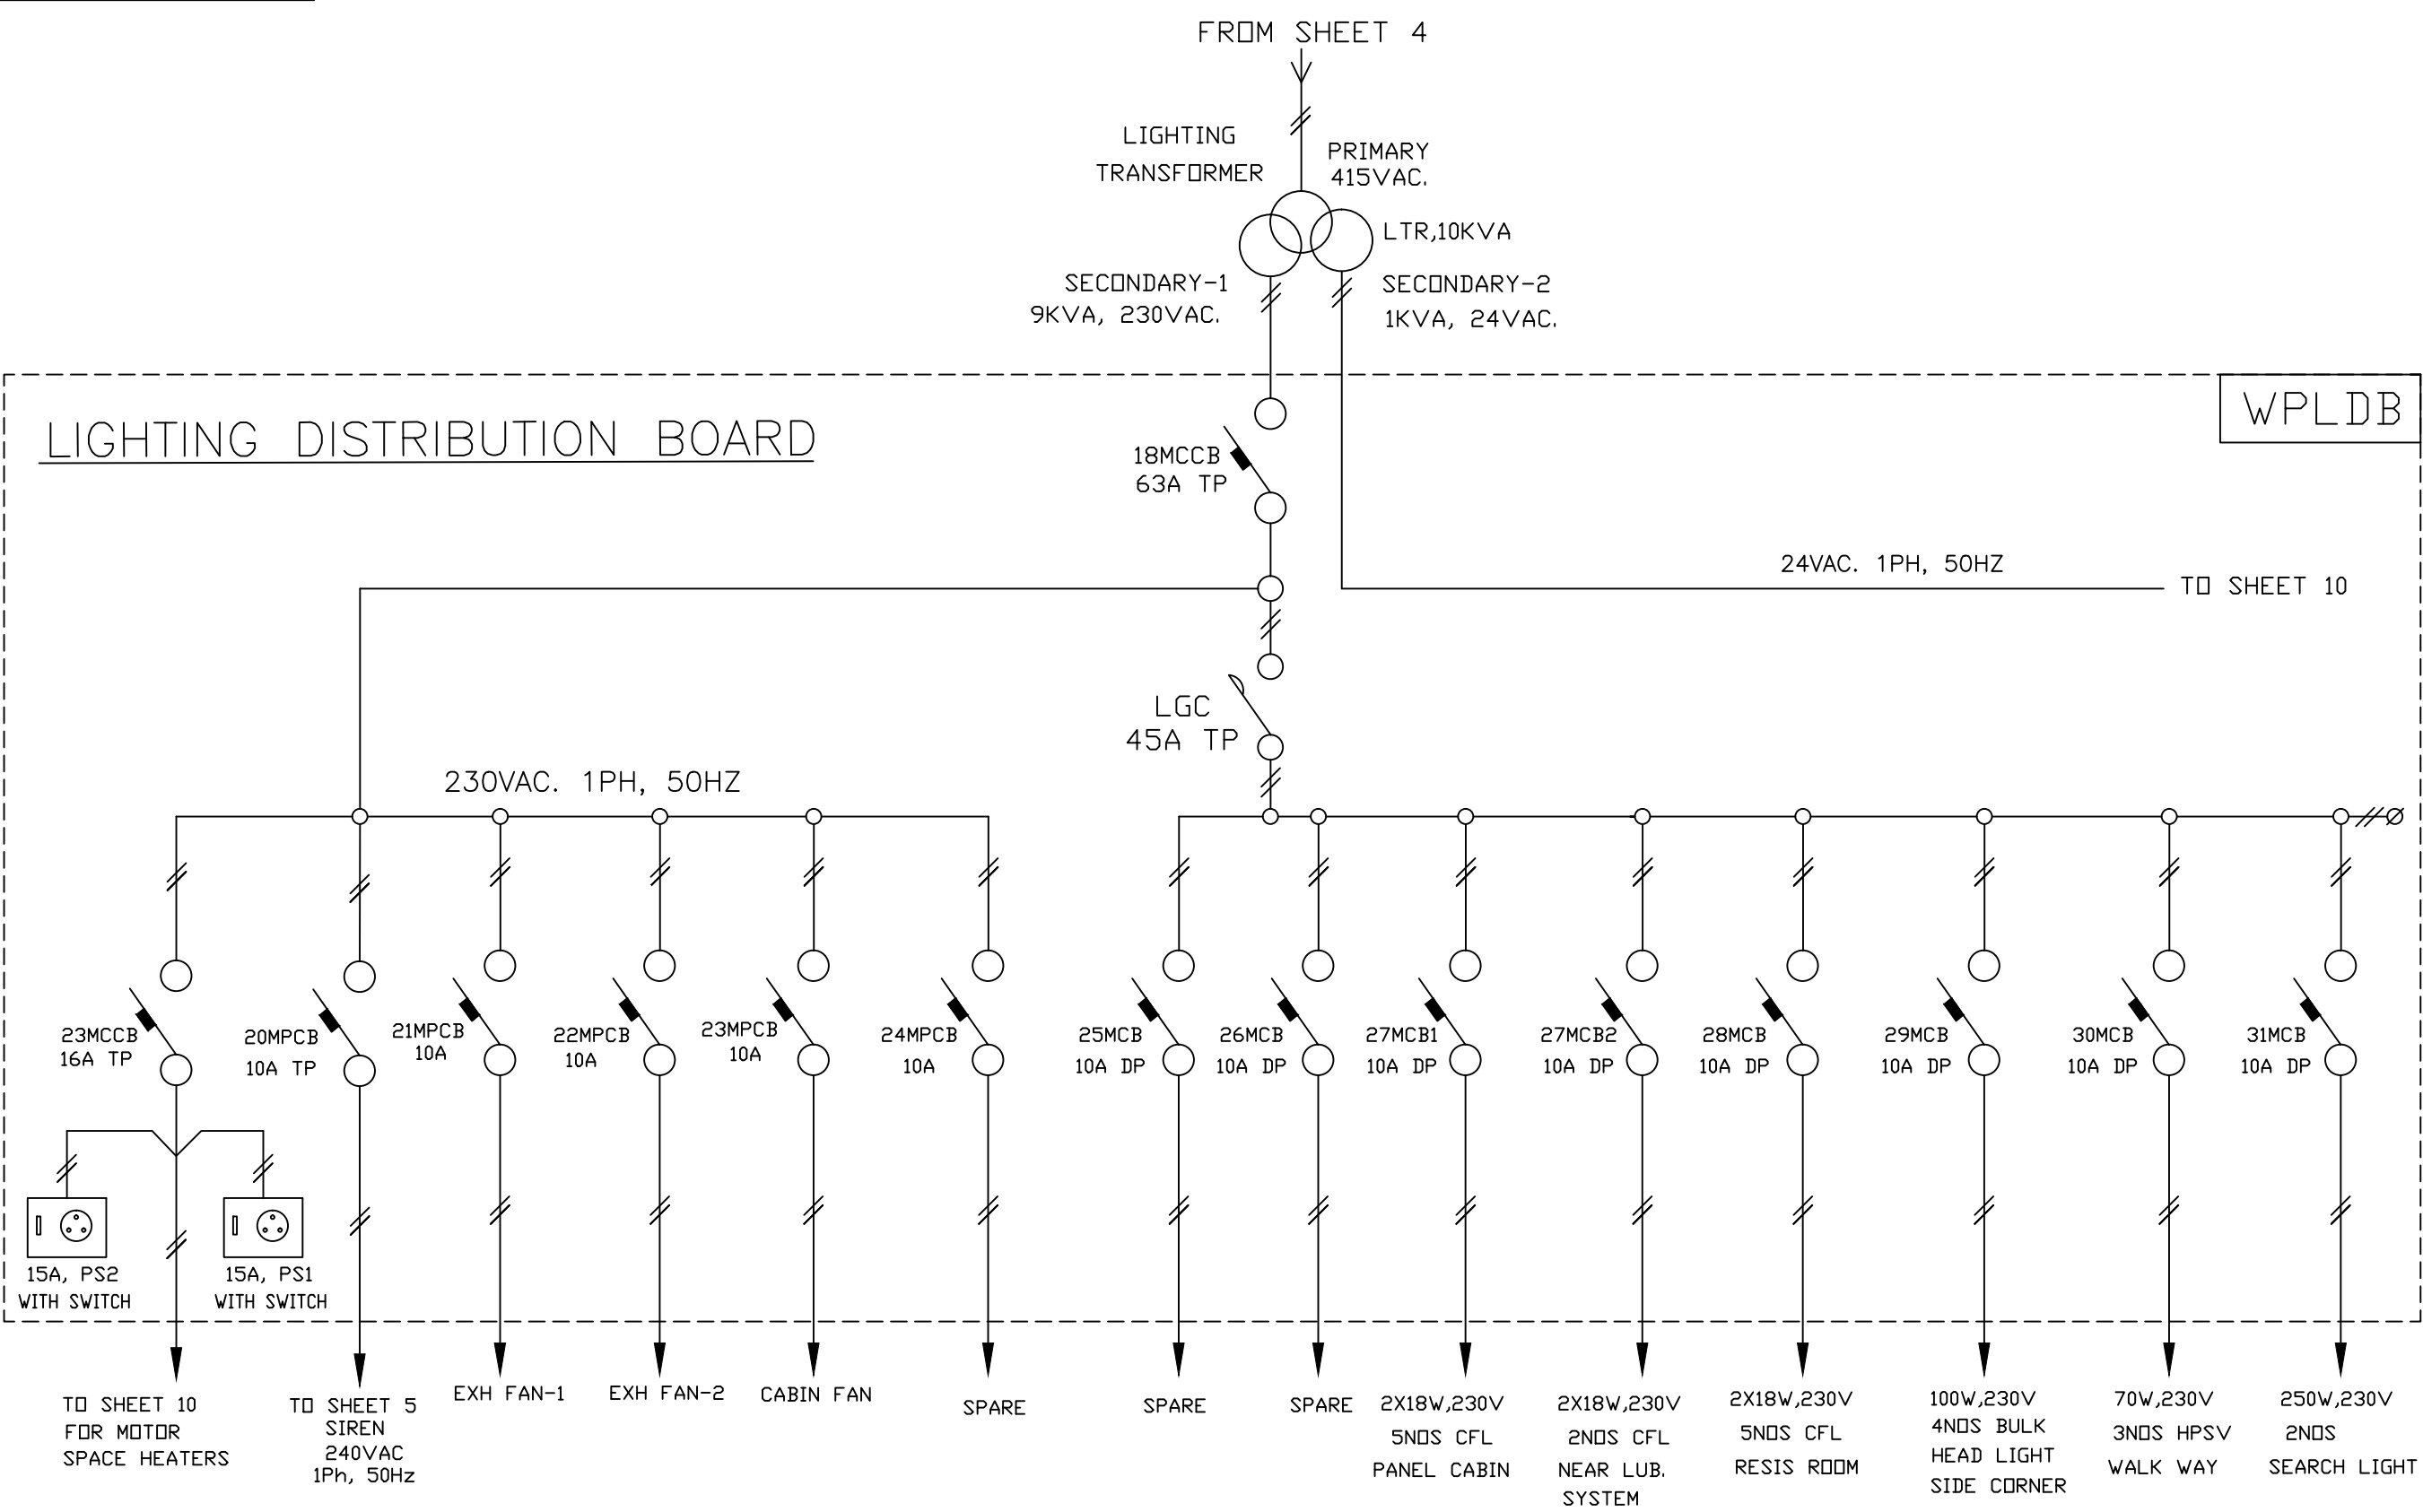 FROM SHEET 4
LIGHTING
TRANSFORMER
PRIMARY
415VAC.
LTR,10KVA
SECONDARY-1
9KVA, 230VAC.
SECONDARY-2
1KVA, 24VAC.
LIGHTING DISTRIBUTION BOARD
WPLDB
18MCCB
63A TP
24VAC. 1PH, 50HZ
TO SHEET 10
LGC
45A TP
230VAC. 1PH, 50HZ
23MCCB
16A TP
20MPCB
10A TP
21MPCB
10A
22MPCB
10A
23MPCB
10A
24MPCB
10A
25MCB
10A DP
26MCB
10A DP
27MCB1
10A DP
27MCB2
10A DP
28MCB
10A DP
29MCB
10A DP
30MCB
10A DP
31MCB
10A DP
15A, PS2
WITH SWITCH
15A, PS1
WITH SWITCH
TO SHEET 10
FOR MOTOR
SPACE HEATERS
TO SHEET 5
SIREN
240VAC
1Ph, 50Hz
EXH FAN-1
EXH FAN-2
CABIN FAN
SPARE
SPARE
SPARE
2X18W,230V
5NOS CFL
PANEL CABIN
2X18W,230V
2NOS CFL
NEAR LUB.
SYSTEM
2X18W,230V
5NOS CFL
RESIS ROOM
100W,230V
4NOS BULK
HEAD LIGHT
SIDE CORNER
70W,230V
3NOS HPSV
WALK WAY
250W,230V
2NOS
SEARCH LIGHT